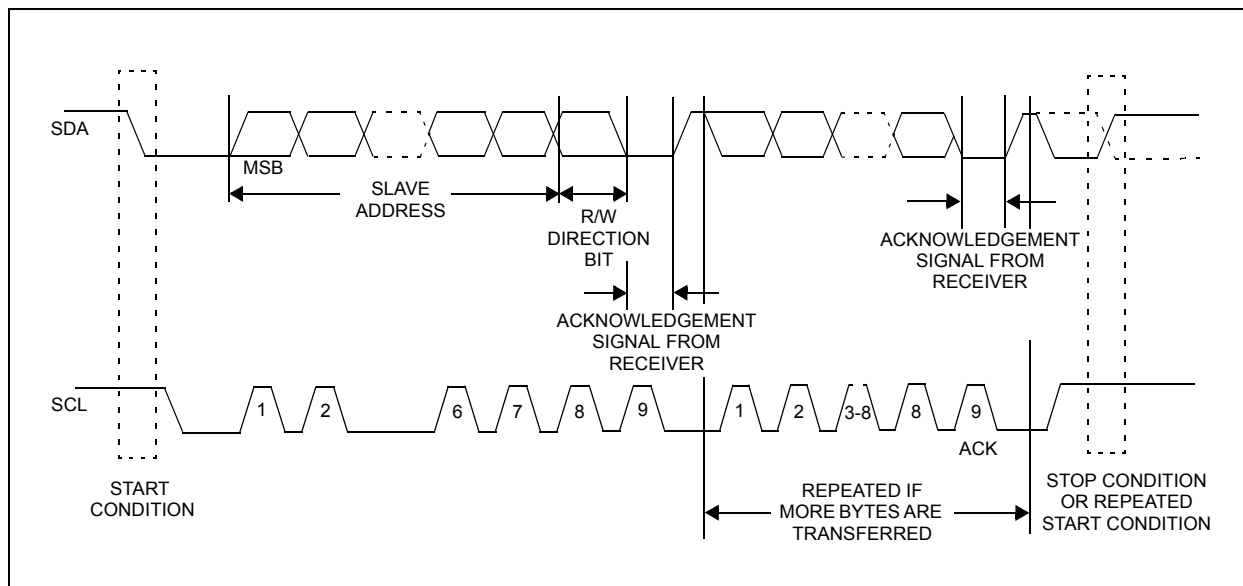 SDA
MSB
SLAVE
ADDRESS
R/W
DIRECTION
BIT
ACKNOWLEDGEMENT
SIGNAL FROM
RECEIVER
ACKNOWLEDGEMENT
SIGNAL FROM
RECEIVER
SCL
1 2 6 7 8 9 1 2 3-8 8 9
ACK
START
CONDITION
REPEATED IF
MORE BYTES ARE
TRANSFERRED
STOP CONDITION
OR REPEATED
START CONDITION